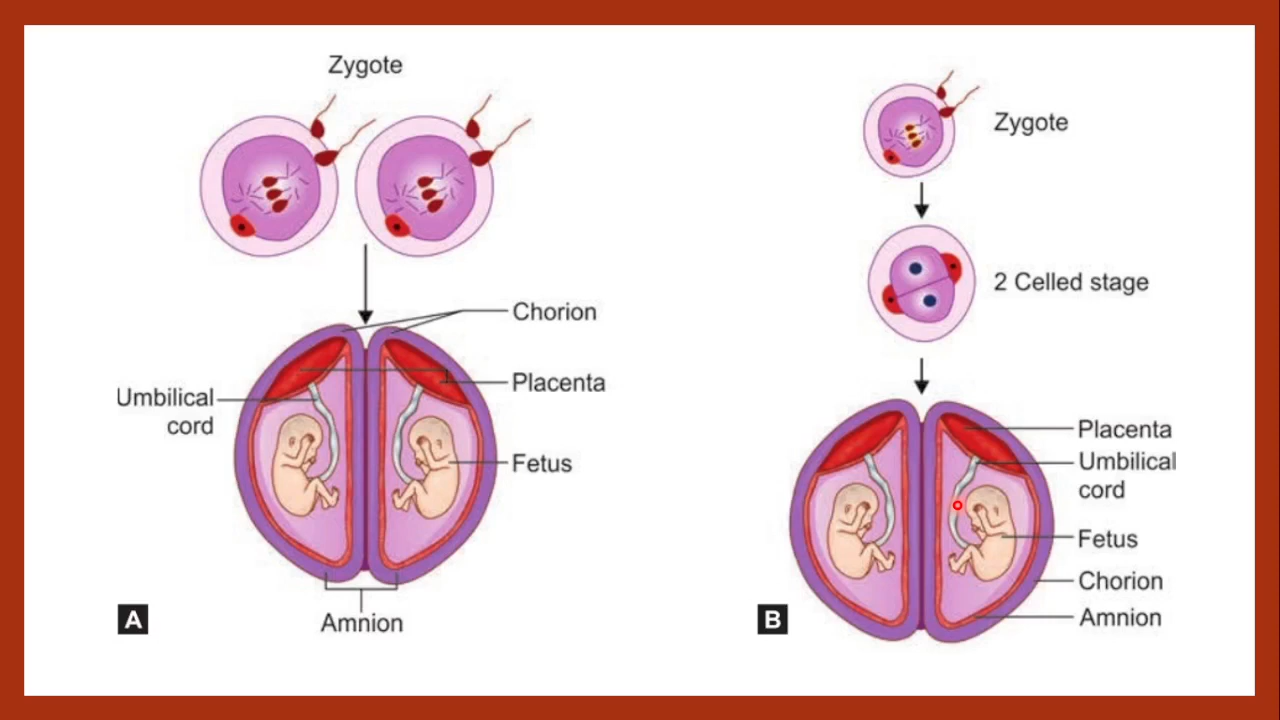 Zygote
Chorion
Placenta
Umbilical
cord
Fetus
Amnion
A
Zygote
2 Celled stage
Placenta
Umbilical
cord
Fetus
Chorion
Amnion
B